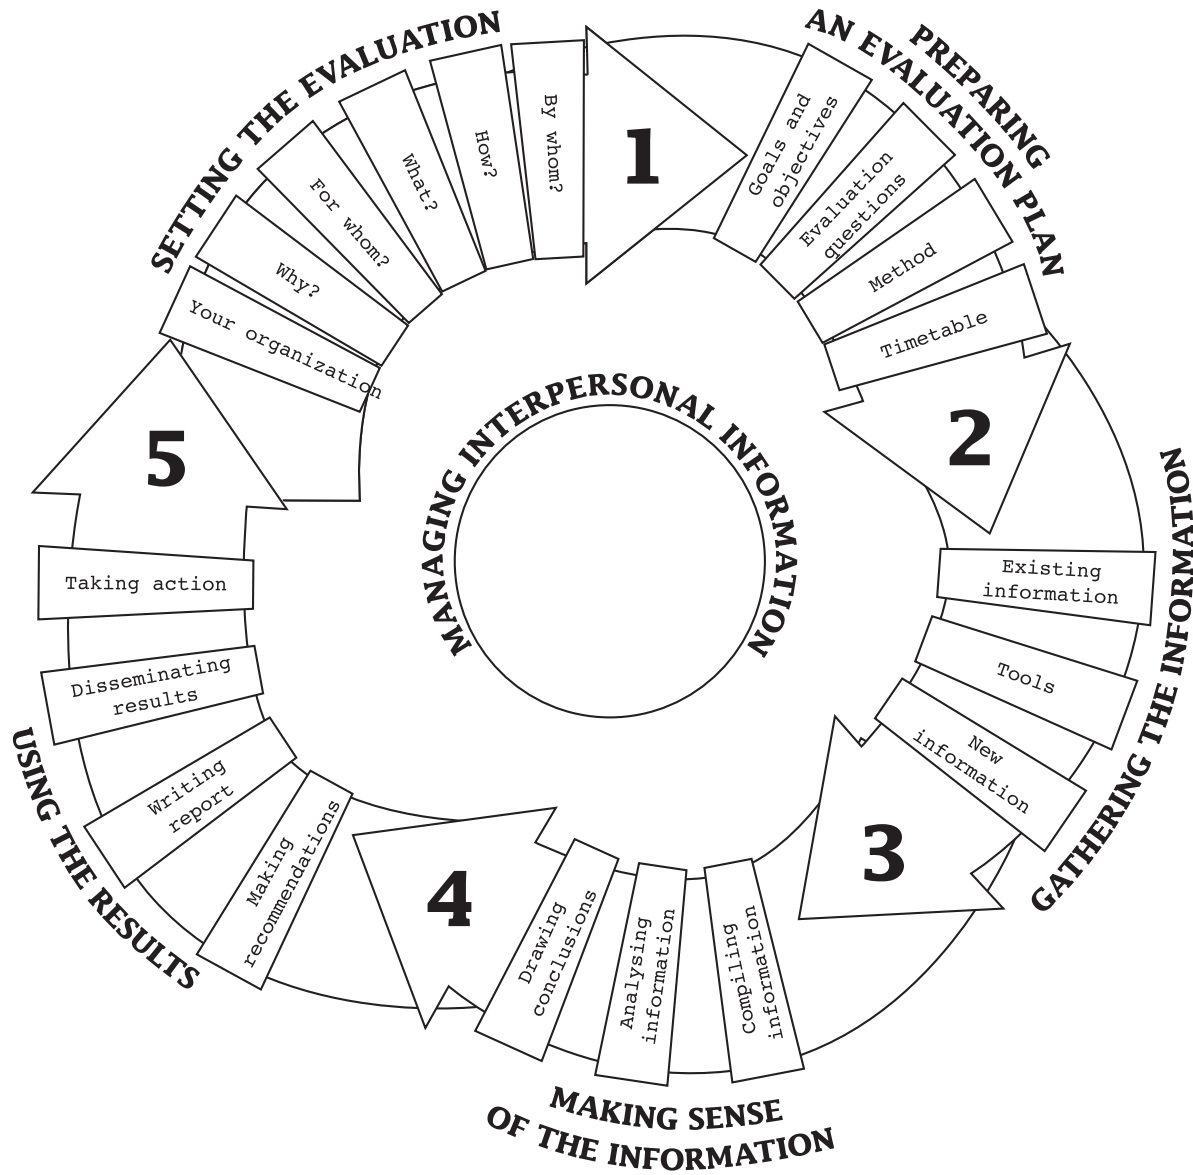 SETTING THE EVALUATION
Your organization
Why?
For whom?
What?
How?
By whom?
1
PREPARING
AN EVALUATION PLAN
Goals and
objectives
Evaluation
questions
Method
Timetable
2
GATHERING THE INFORMATION
Existing
information
Tools
New
information
3
MAKING SENSE
OF THE INFORMATION
Compiling
information
Analysing
information
Drawing
conclusions
4
USING THE RESULTS
Making
recommendations
Writing
report
Disseminating
results
Taking action
5
MANAGING INTERPERSONAL INFORMATION